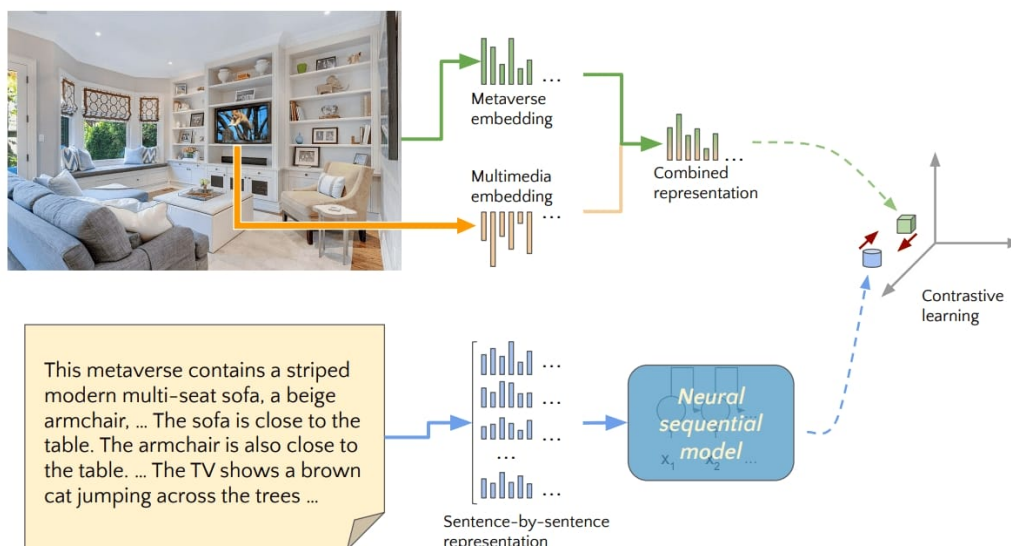 ...
Metaverse
embedding
Multimedia
embedding
...
...
Combined
representation
Contrastive
learning
This metaverse contains a striped
modern multi-seat sofa, a beige
armchair, ... The sofa is close to the
table. The armchair is also close to
the table. ... The TV shows a brown
cat jumping across the trees ...
...
...
...
...
...
Sentence-by-sentence
representation
Neural
sequential
model
...
X1 X2 ...